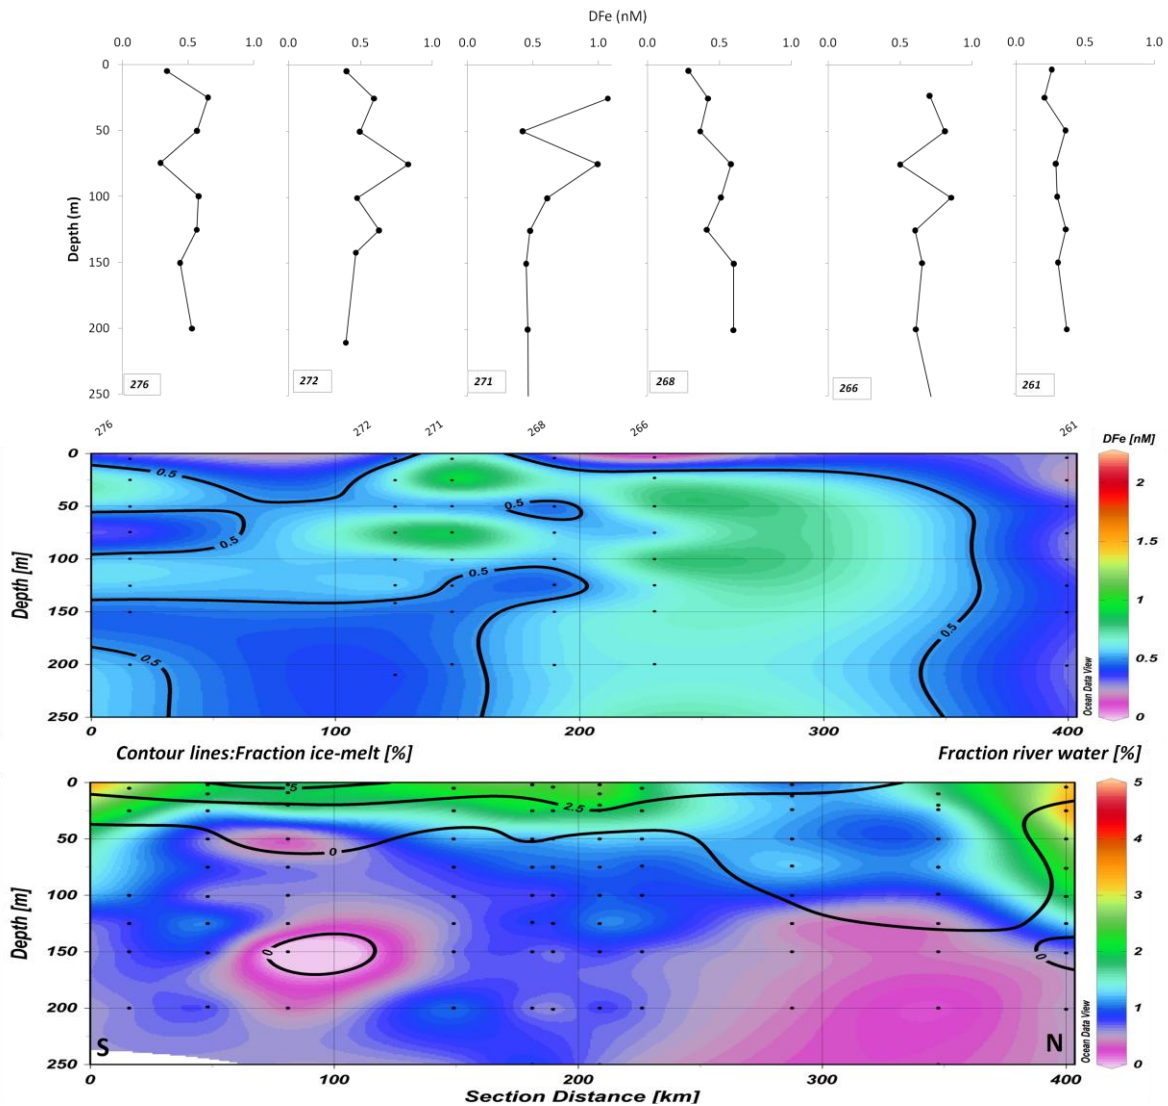 DFe (nM)
0.0 0.5 1.0 0.0 0.5 1.0 0.0 0.5 1.0 0.0 0.5 1.0 0.0 0.5 1.0 0.0 0.5 1.0
0
50
100
150
200
250
Depth (m)
276 272 271 268 266 261
276 272 271 268 266 261
DFe [nM]
0
50
100
150
200
250
Depth [m]
0.5
0.5
0.5
0.5
0.5
0.5
0 100 200 300 400
Ocean Data View
2
1.5
1
0.5
0
Contour lines:Fraction ice-melt [%]
Fraction river water [%]
0
50
100
150
200
250
Depth [m]
5
2.5
0
0
0
S
N
Ocean Data View
5
4
3
2
1
0
0 100 200 300 400
Section Distance [km]